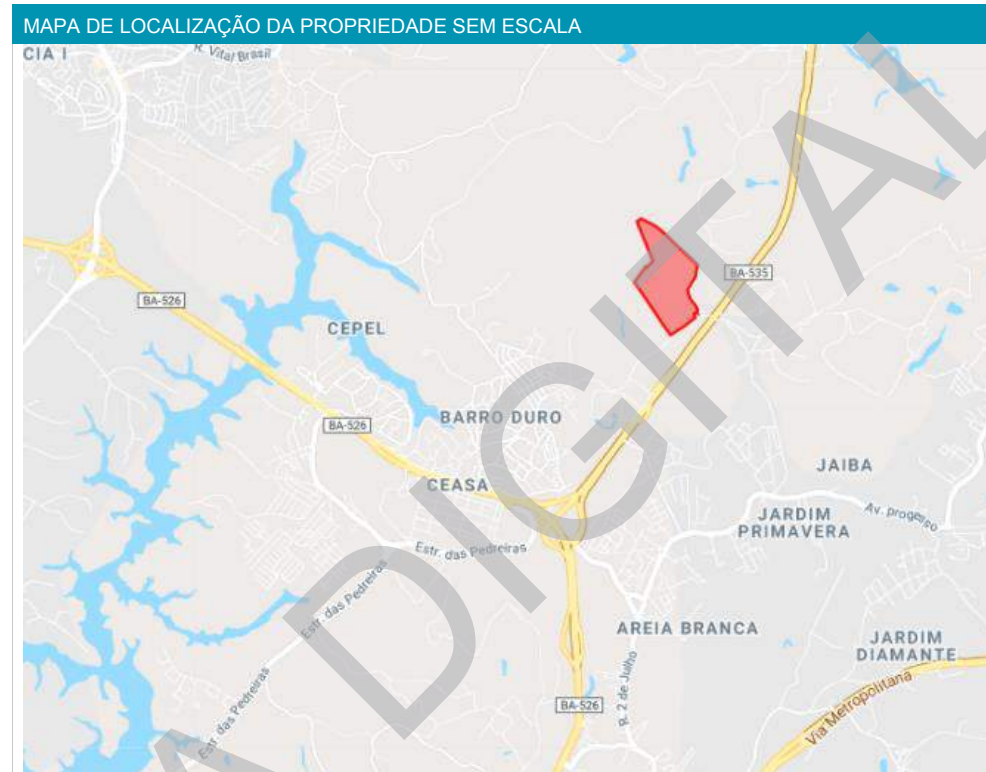 MAPA DE LOCALIZAÇÃO DA PROPRIEDADE SEM ESCALA
CIA I
R. Vital Brasil
BA-535
BA-526
CEPEL
BARRO DURO
BA-526
JAIBA
CEASA
JARDIM
PRIMAVERA
Av. progesso
Estr. das Pedreiras
Estr. das Pedreiras
AREIA BRANCA
JARDIM
DIAMANTE
R. 2 de Julho
Estr. das Pedreiras
BA-526
Via Metropolitana
A DIGITAL